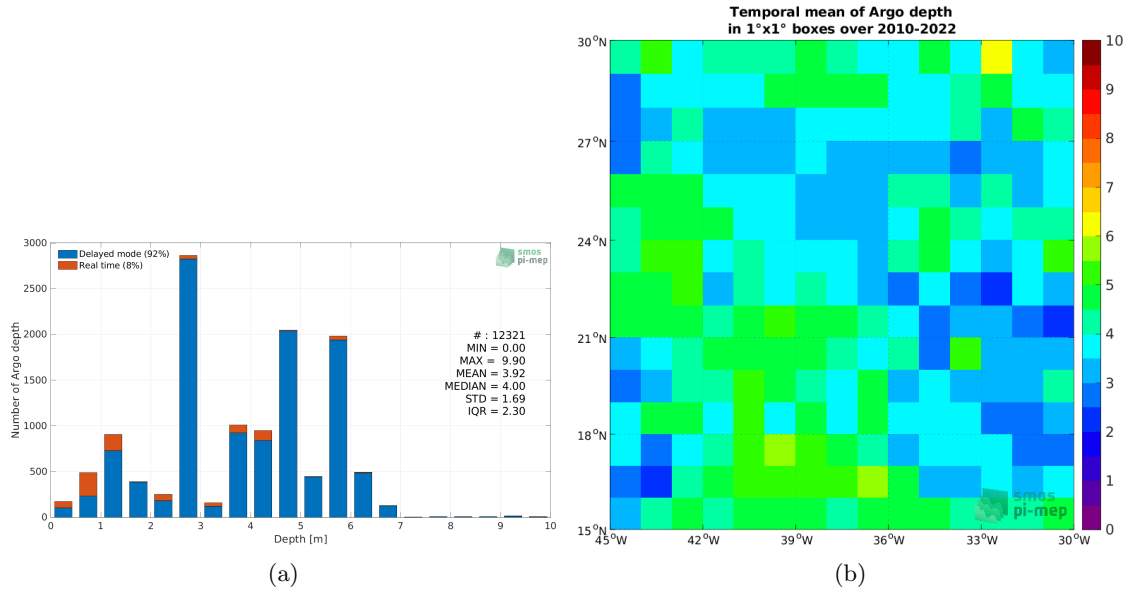 3000
2500
2000
1500
1000
500
0
Number of Argo depth
Delayed mode (92%)
Real time (8%)
smos
pi-mep
# : 12321
MIN = 0.00
MAX = 9.90
MEAN = 3.92
MEDIAN = 4.00
STD = 1.69
IQR = 2.30
0 1 2 3 4 5 6 7 8 9 10
Depth [m]
(a)
Temporal mean of Argo depth
in 1°x1° boxes over 2010-2022
30°N
27°N
24°N
21°N
18°N
15°N
45°W 42°W 39°W 36°W 33°W 30°W
smos
pi-mep
10
9
8
7
6
5
4
3
2
1
0
(b)